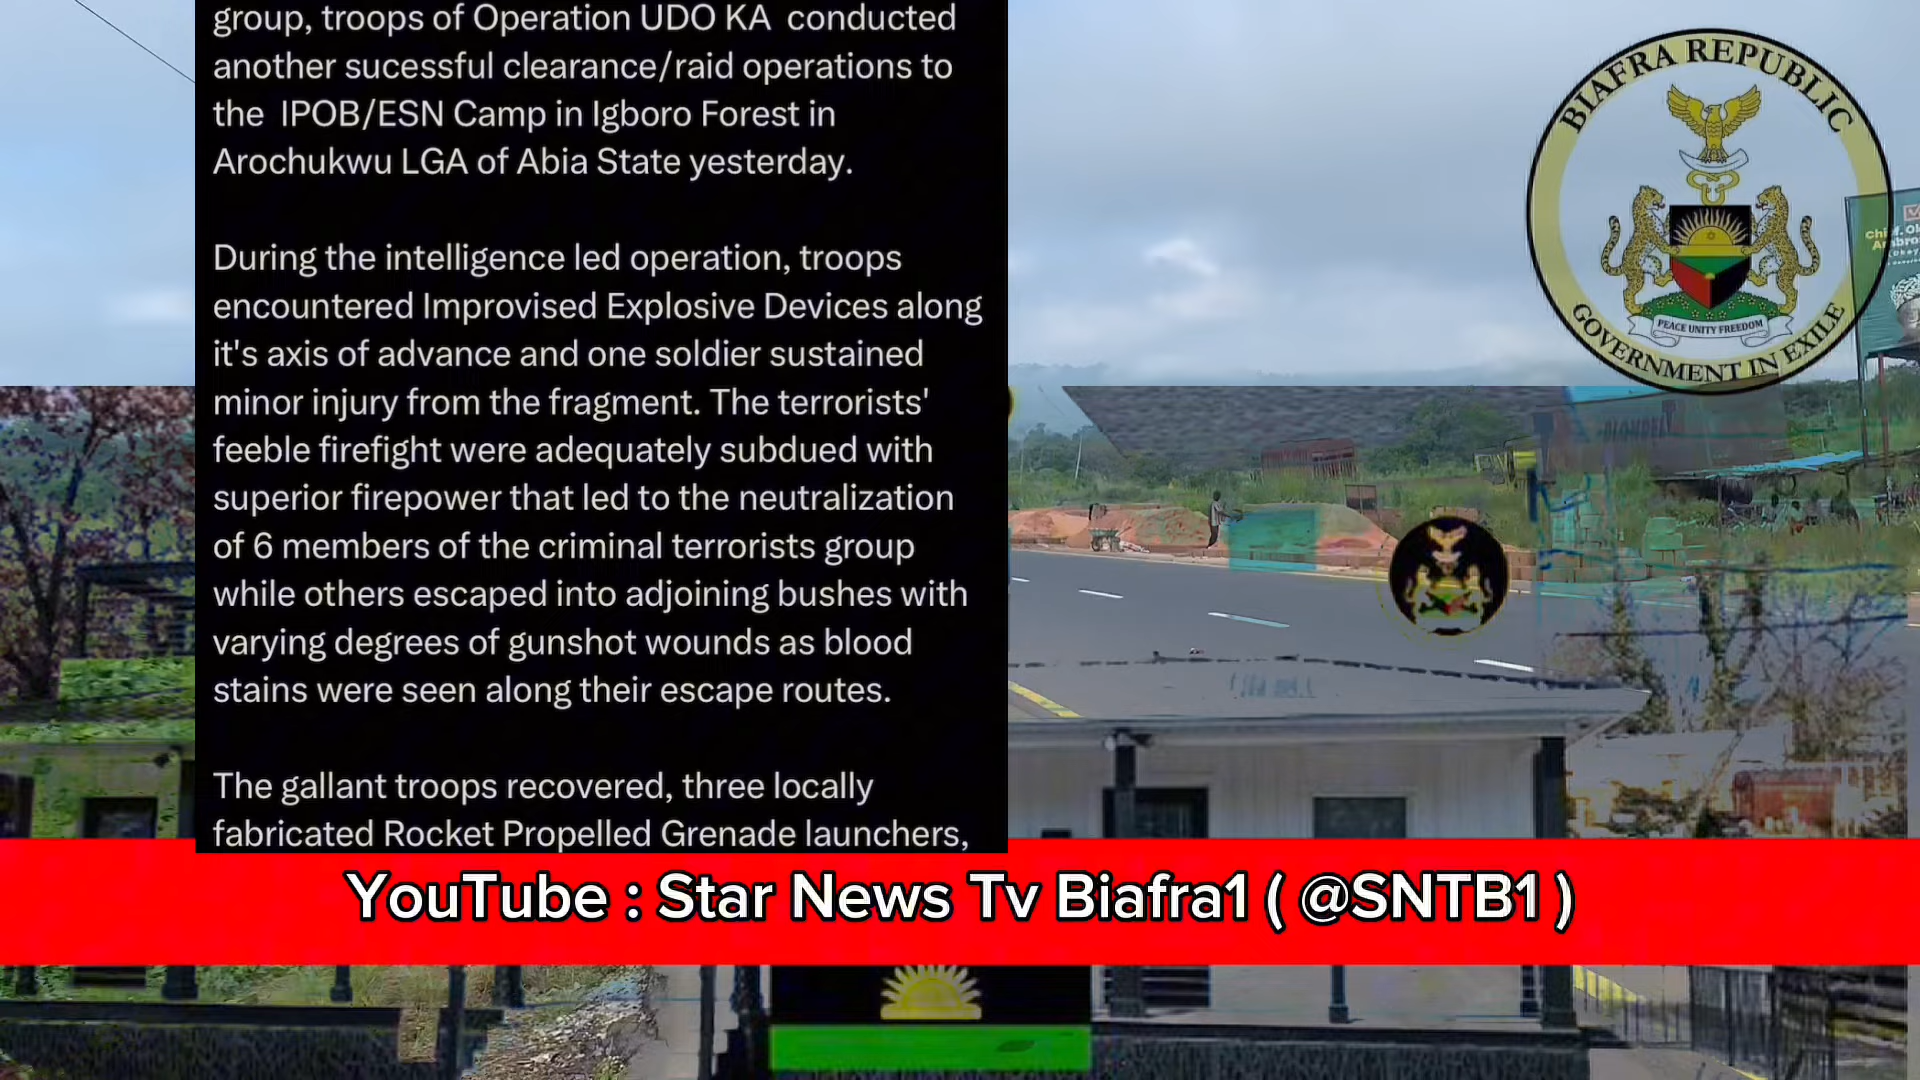 group, troops of Operation UDO KA conducted
another sucessful clearance/raid operations to
the IPOB/ESN Camp in Igboro Forest in
Arochukwu LGA of Abia State yesterday.
During the intelligence led operation, troops
encountered Improvised Explosive Devices along
it's axis of advance and one soldier sustained
minor injury from the fragment. The terrorists'
feeble firefight were adequately subdued with
superior firepower that led to the neutralization
of 6 members of the criminal terrorists group
while others escaped into adjoining bushes with
varying degrees of gunshot wounds as blood
stains were seen along their escape routes.
The gallant troops recovered, three locally
fabricated Rocket Propelled Grenade launchers,
BIAFRA REPUBLIC
PEACE UNITY FREEDOM
GOVERNMENT IN EXILE
YouTube : Star News Tv Biafra1 ( @SNTB1 )